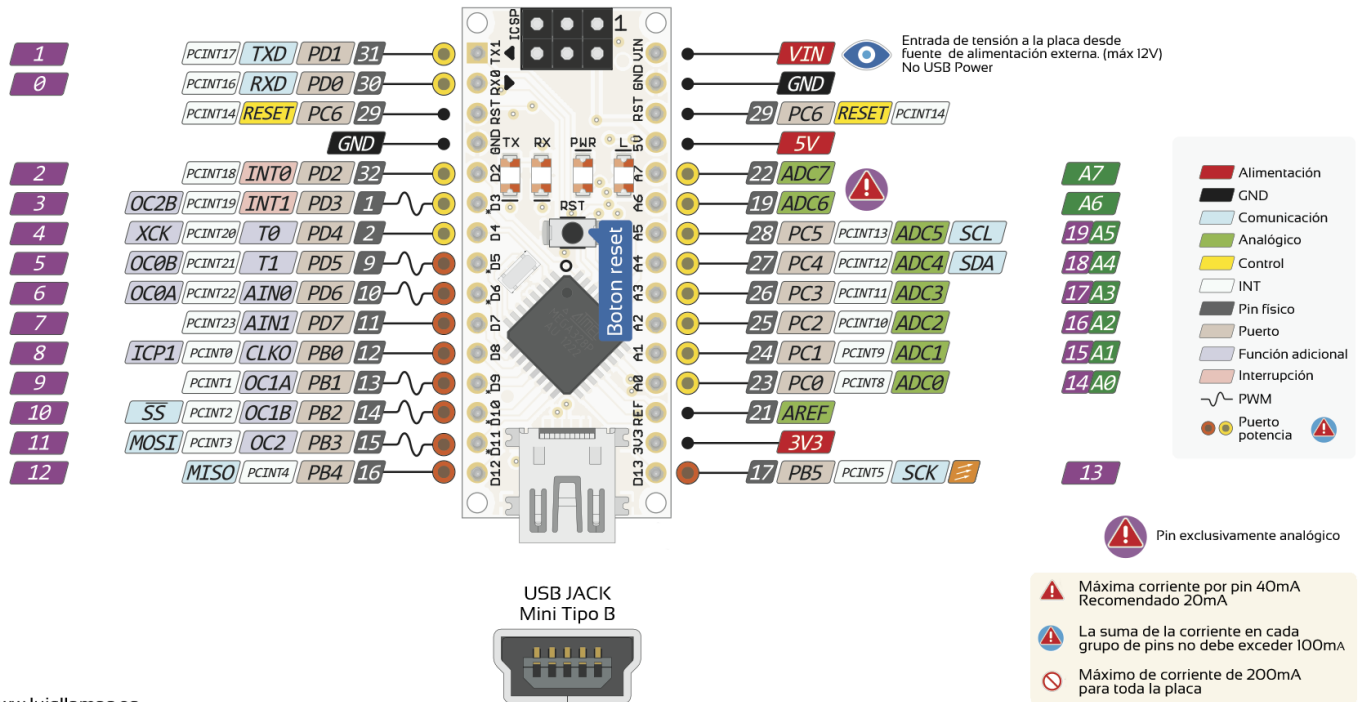 ICSP
1
1 PCINT17 TXD PD1 31 TX1
VIN VIN
Entrada de tensión a la placa desde
fuente de alimentación externa. (máx 12V)
No USB Power
0 PCINT16 RXD PD0 30 RX0
GND GND
PCINT14 RESET PC6 29 RST
RST 29 PC6 RESET PCINT14
GND GND
5V 5V
TX RX PWR L
2 PCINT18 INT0 PD2 32 D2
A7 22 ADC7 A7
3 OC2B PCINT19 INT1 PD3 1 *D3
A6 19 ADC6 A6
RST
4 XCK PCINT20 T0 PD4 2 D4
A5 28 PC5 PCINT13 ADC5 SCL 19 A5
5 OC0B PCINT21 T1 PD5 9 *D5
A4 27 PC4 PCINT12 ADC4 SDA 18 A4
6 OC0A PCINT22 AIN0 PD6 10 *D6
A3 26 PC3 PCINT11 ADC3 17 A3
Boton reset
7 PCINT23 AIN1 PD7 11 D7
A2 25 PC2 PCINT10 ADC2 16 A2
8 ICP1 PCINT0 CLKO PB0 12 D8
A1 24 PC1 PCINT9 ADC1 15 A1
9 PCINT1 OC1A PB1 13 *D9
A0 23 PC0 PCINT8 ADC0 14 A0
10 SS PCINT2 OC1B PB2 14 *D10
REF 21 AREF
11 MOSI PCINT3 OC2 PB3 15 *D11
3V3 3V3
12 MISO PCINT4 PB4 16 D12
D13 17 PB5 PCINT5 SCK 13
Alimentación
GND
Comunicación
Analógico
Control
INT
Pin físico
Puerto
Función adicional
Interrupción
PWM
Puerto
potencia
Pin exclusivamente analógico
USB JACK
Mini Tipo B
Máxima corriente por pin 40mA
Recomendado 20mA
La suma de la corriente en cada
grupo de pins no debe exceder 100mA
Máximo de corriente de 200mA
para toda la placa